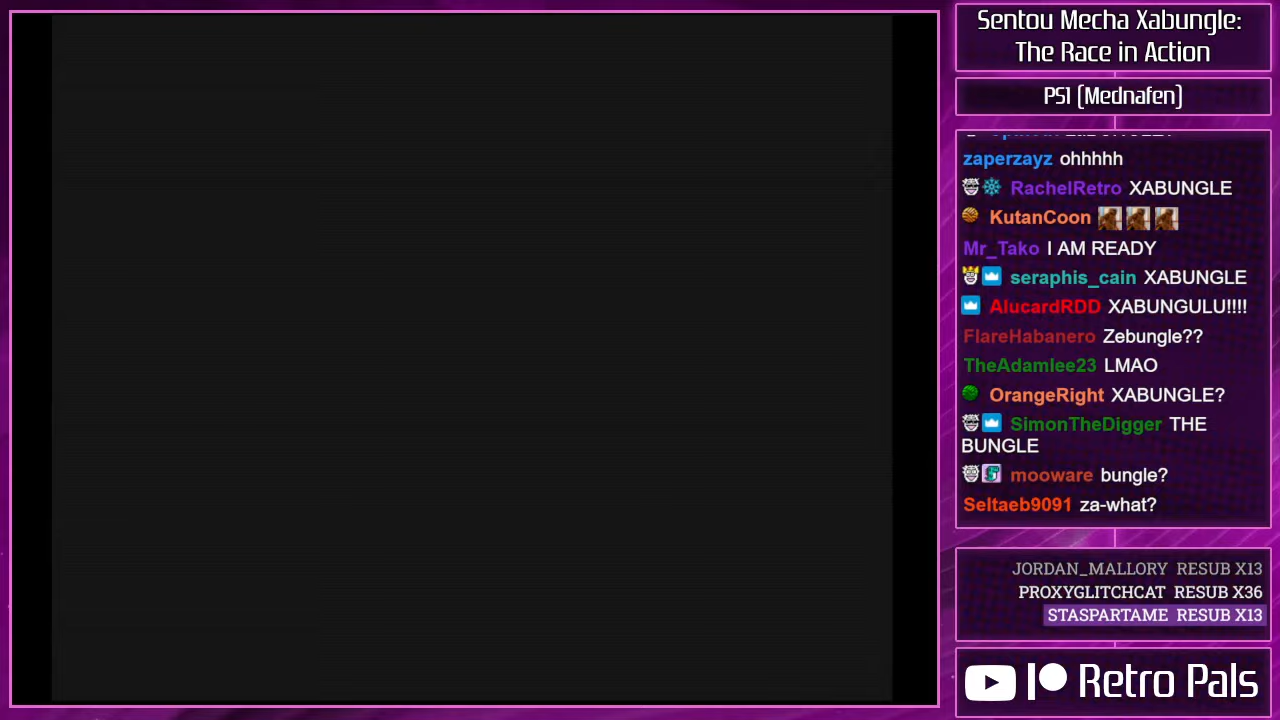 Sentou Mecha Xabungle:
The Race in Action
PS1 (Mednafen)
zaperzayz ohhhhh
RachelRetro XABUNGLE
KutanCoon
Mr_Tako I AM READY
seraphis_cain XABUNGLE
AlucardRDD XABUNGULU!!!!
FlareHabanero Zebungle??
TheAdamlee23 LMAO
OrangeRight XABUNGLE?
SimonTheDigger THE
BUNGLE
mooware bungle?
Seltaeb9091 za-what?
JORDAN_MALLORY RESUB X13
PROXYGLITCHCAT RESUB X36
STASPARTAME RESUB X13
Retro Pals